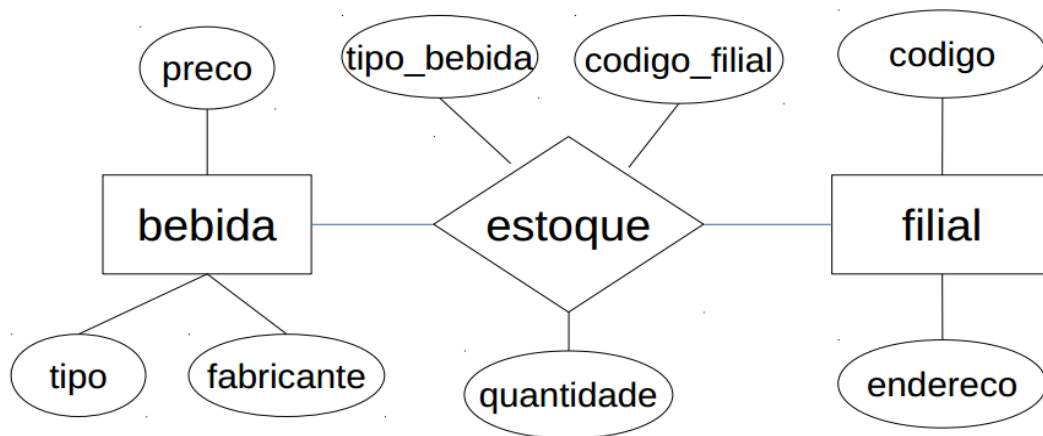 preco
tipo_bebida
codigo_filial
codigo
bebida
estoque
filial
tipo
fabricante
quantidade
endereco